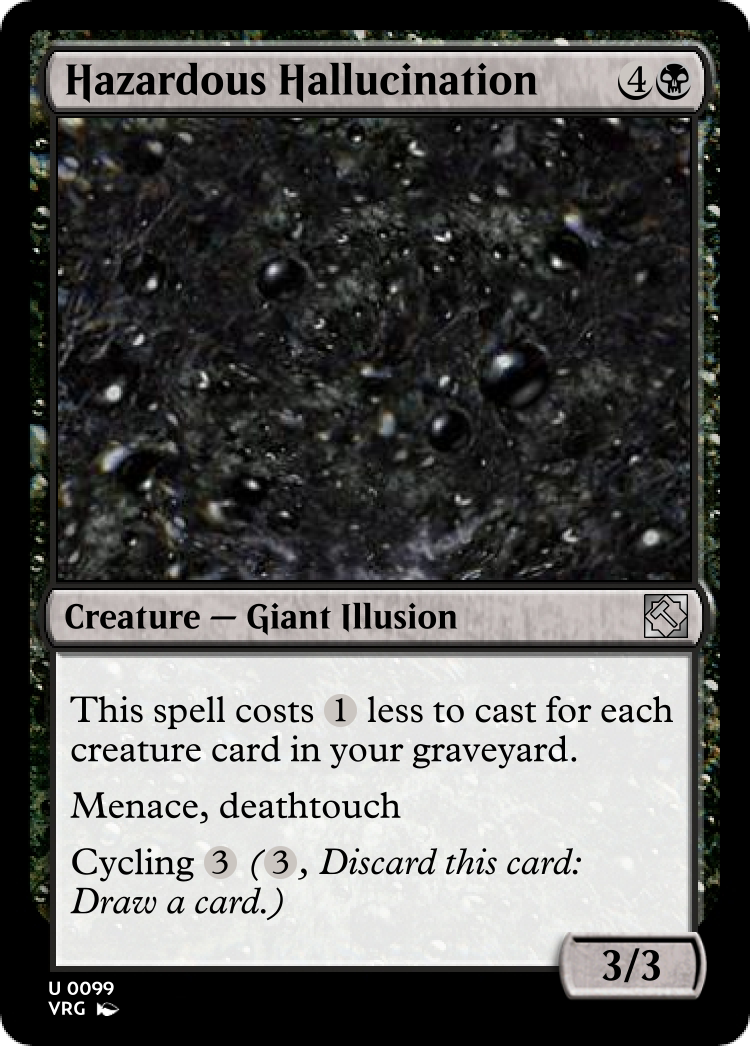 Hazardous Hallucination 4
Creature — Giant Illusion
This spell costs 1 less to cast for each
creature card in your graveyard.
Menace, deathtouch
Cycling 3 (3, Discard this card:
Draw a card.)
3/3
U 0099
VRG